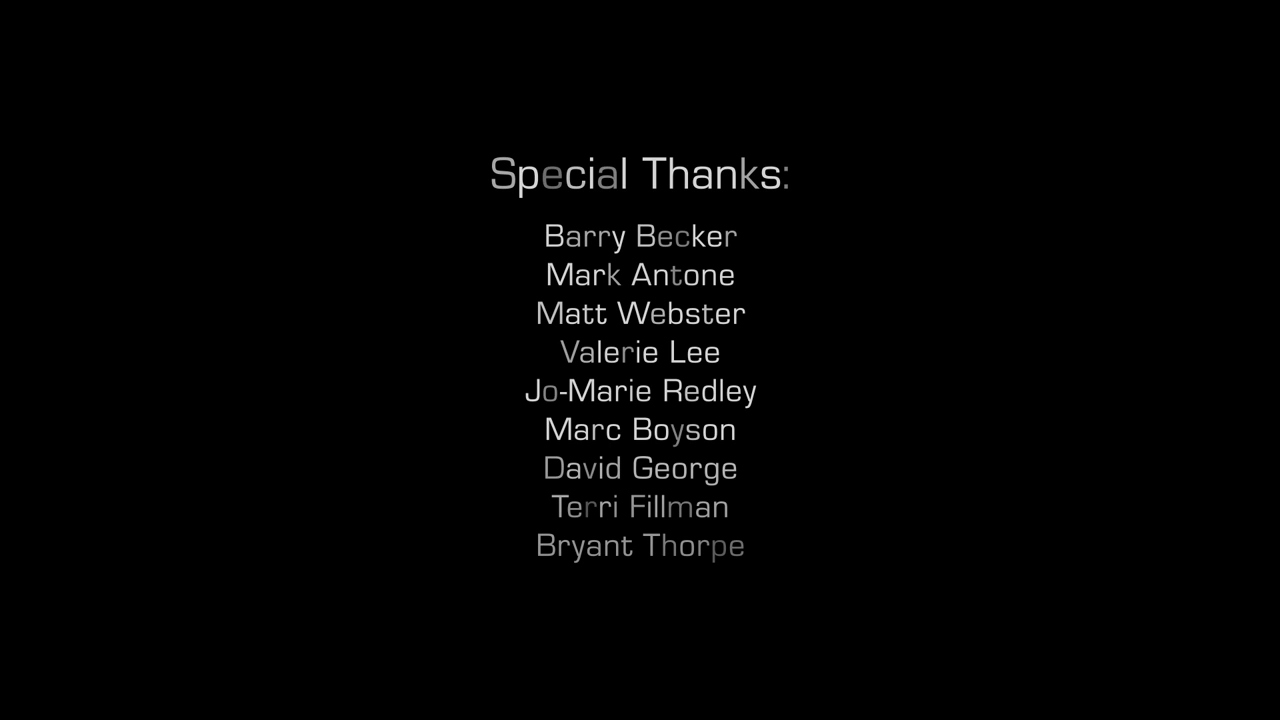 Special Thanks:
Barry Becker
Mark Antone
Matt Webster
Valerie Lee
Jo-Marie Redley
Marc Boyson
David George
Terri Fillman
Bryant Thorpe